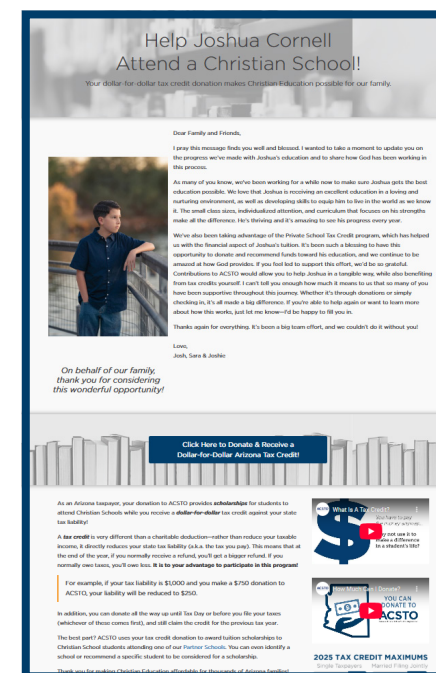 Help Joshua Cornell
Attend a Christian School!
Your dollar-for-dollar tax credit donation makes Christian Education possible for our family.
Dear Family and Friends,
I pray this message finds you well and blessed. I wanted to take a moment to update you on
the progress we've made with Joshua's education and to share how God has been working in
this process.
As many of you know, we've been working for a while now to make sure Joshua gets the best
education possible. We love that Joshua is receiving an excellent education in a loving and
nurturing environment, as well as developing skills to equip him to live in the world as we know
it. The small class sizes, individualized attention, and curriculum that focuses on his strengths
make all the difference. He's thriving and it's amazing to see his progress every year.
We've also been taking advantage of the Private School Tax Credit program, which has helped
us with the financial aspect of Joshua's tuition. It's been such a blessing to have this
opportunity to donate and recommend funds toward his education, and we continue to be
amazed at how God provides. If you feel led to support this effort, we'd be so grateful.
Contributions to ACSTO would allow you to help Joshua in a tangible way, while also benefiting
from tax credits yourself. I can't tell you enough how much it means to us that so many of you
have been supportive throughout this journey. Whether it's through donations or simply
checking in, it's all made a big difference. If you're able to help again or want to learn more
about how this works, just let me know—I'd be happy to fill you in.
Thanks again for everything. It's been a big team effort, and we couldn't do it without you!
Love,
Josh, Sara & Joshie
On behalf of our family,
thank you for considering
this wonderful opportunity!
Click Here to Donate & Receive a
Dollar-for-Dollar Arizona Tax Credit!
As an Arizona taxpayer, your donation to ACSTO provides scholarships for students to
attend Christian Schools while you receive a dollar-for-dollar tax credit against your state
tax liability!
A tax credit is very different than a charitable deduction—rather than reduce your taxable
income, it directly reduces your state tax liability (a.k.a. the tax you pay). This means that at
the end of the year, if you normally receive a refund, you'll get a bigger refund. If you
normally owe taxes, you'll owe less. It is to your advantage to participate in this program!
For example, if your tax liability is $1,000 and you make a $750 donation to
ACSTO, your liability will be reduced to $250.
In addition, you can donate all the way up until Tax Day or before you file your taxes
(whichever of those comes first), and still claim the credit for the previous tax year.
The best part? ACSTO uses your tax credit donation to award tuition scholarships to
Christian School students attending one of our Partner Schools. You can even identify a
school or recommend a specific student to be considered for a scholarship.
Thank you for making Christian Education affordable for thousands of Arizona families!
ACSTO
What Is A Tax Credit?
not use it to
make a difference
in a student's life?
ACSTO
How Much Can I Donate?
YOU CAN
DONATE TO
ACSTO
2025 TAX CREDIT MAXIMUMS
Single Taxpayers
Married Filing Jointly